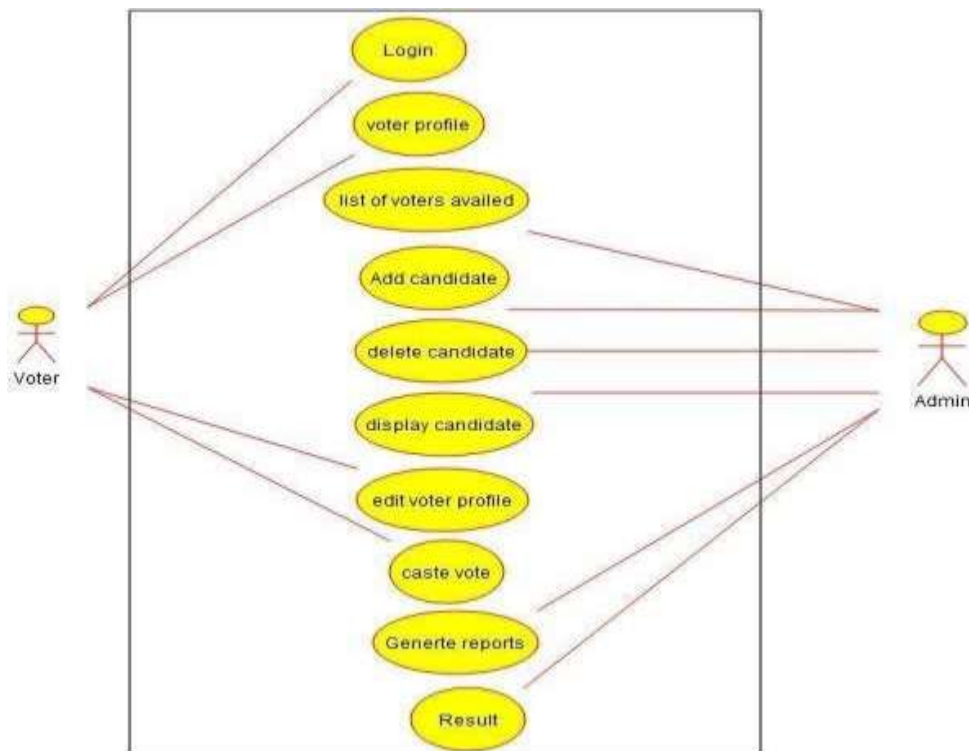 Login
voter profile
list of voters availed
Add candidate
delete candidate
Voter
Admin
display candidate
edit voter profile
caste vote
Generte reports
Result